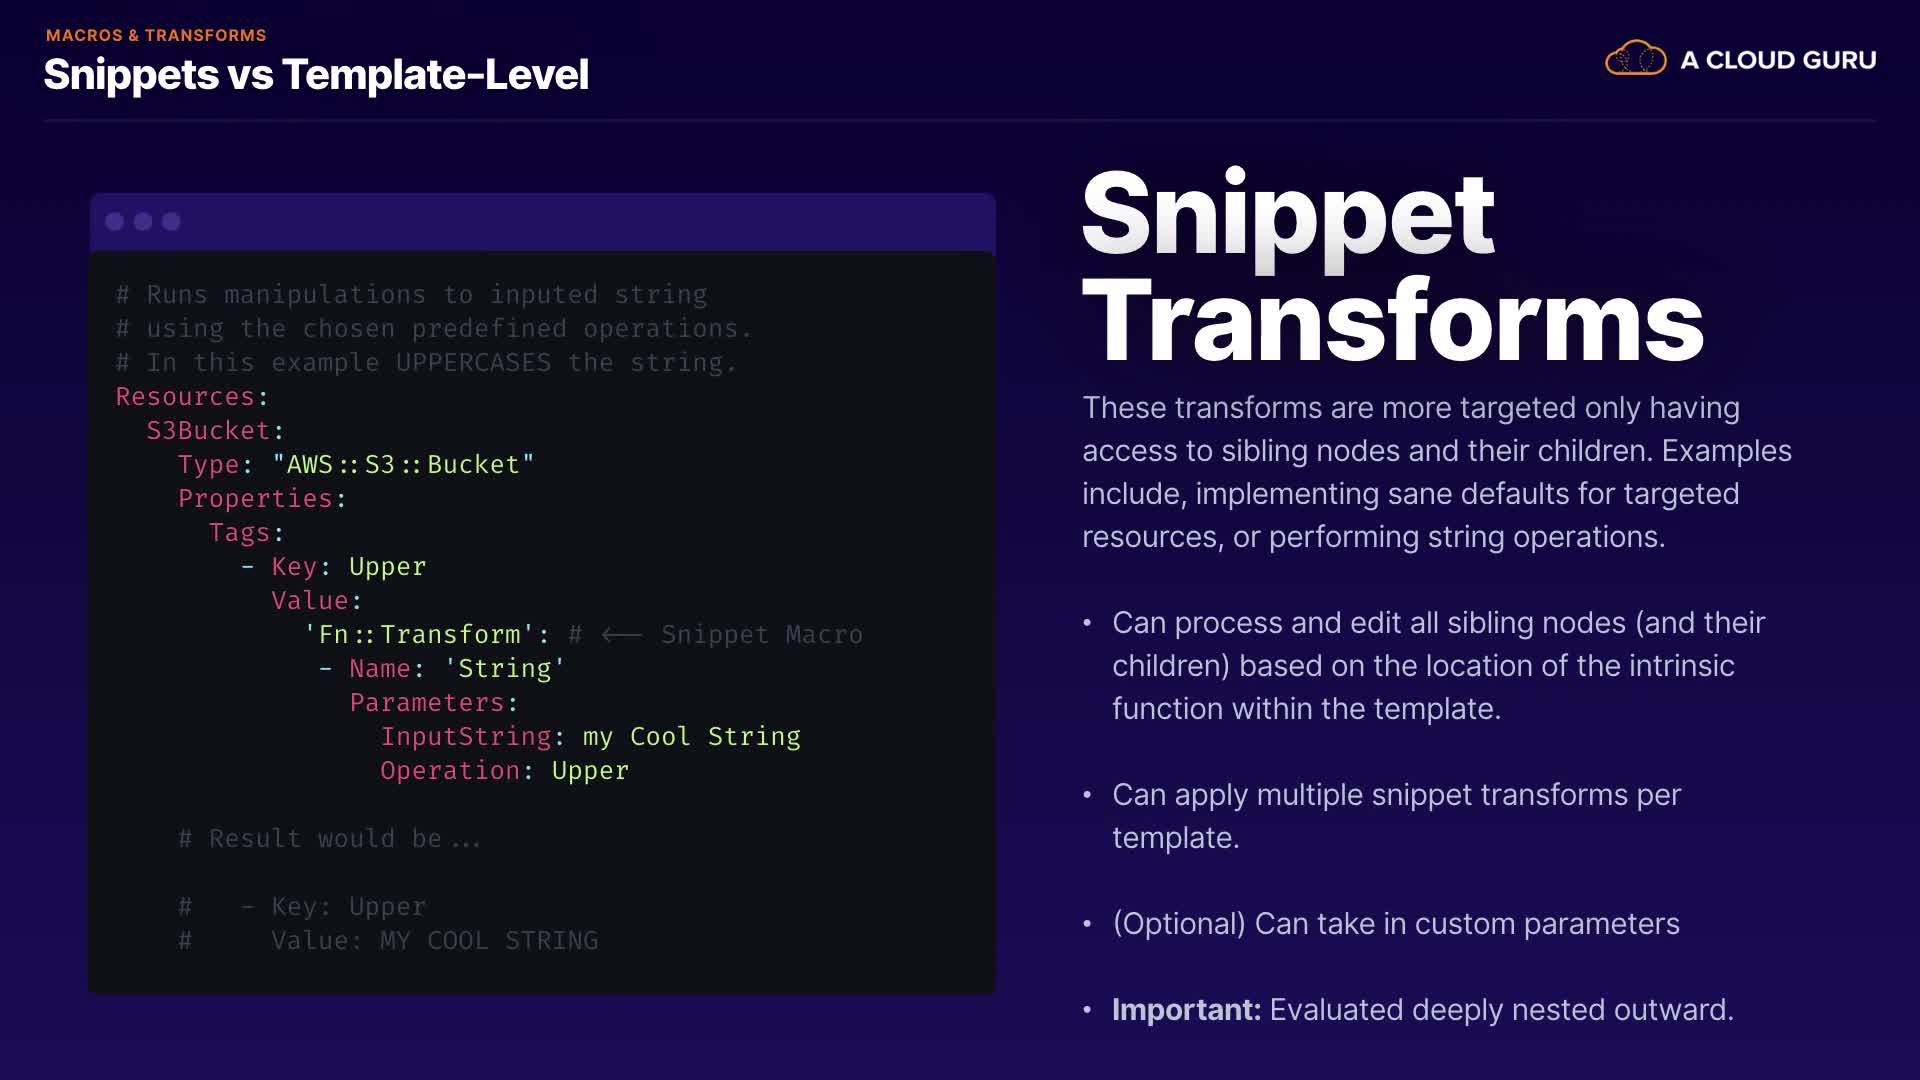 MACROS & TRANSFORMS
Snippets vs Template-Level
A CLOUD GURU
# Runs manipulations to inputed string
# using the chosen predefined operations.
# In this example UPPERCASES the string.
Resources:
  S3Bucket:
    Type: "AWS::S3::Bucket"
    Properties:
      Tags:
        - Key: Upper
          Value:
            'Fn::Transform': # <-- Snippet Macro
             - Name: 'String'
               Parameters:
                 InputString: my Cool String
                 Operation: Upper
    # Result would be...
    #   - Key: Upper
    #     Value: MY COOL STRING
Snippet
Transforms
These transforms are more targeted only having
access to sibling nodes and their children. Examples
include, implementing sane defaults for targeted
resources, or performing string operations.
• Can process and edit all sibling nodes (and their
children) based on the location of the intrinsic
function within the template.
• Can apply multiple snippet transforms per
template.
• (Optional) Can take in custom parameters
• Important: Evaluated deeply nested outward.